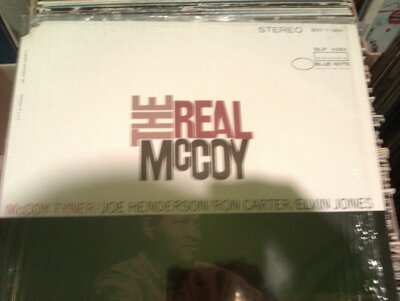 STEREO
BLUE NOTE
THE REAL
McCOY
McCOY TYNER/JOE HENDERSON/RON CARTER/ELVIN JONES